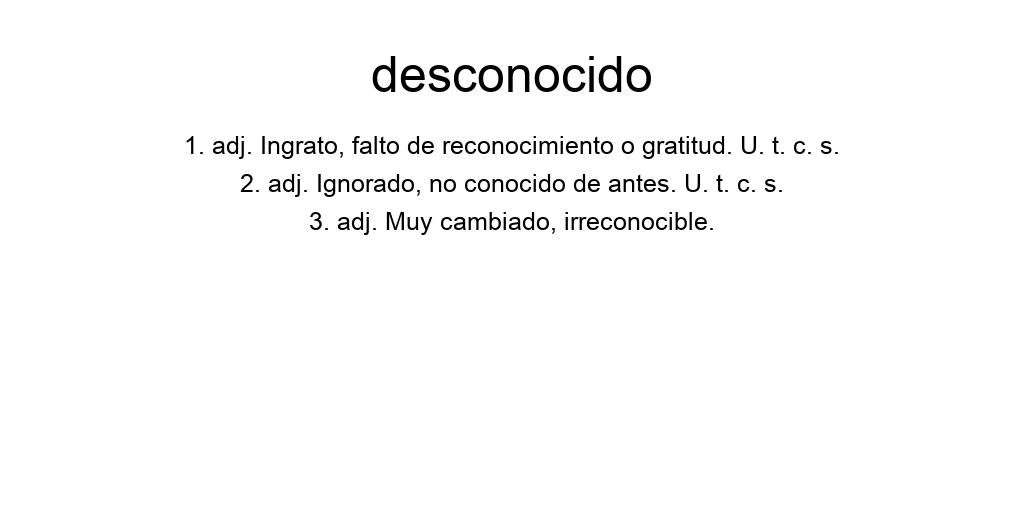 desconocido
1. adj. Ingrato, falto de reconocimiento o gratitud. U. t. c. s.
2. adj. Ignorado, no conocido de antes. U. t. c. s.
3. adj. Muy cambiado, irreconocible.